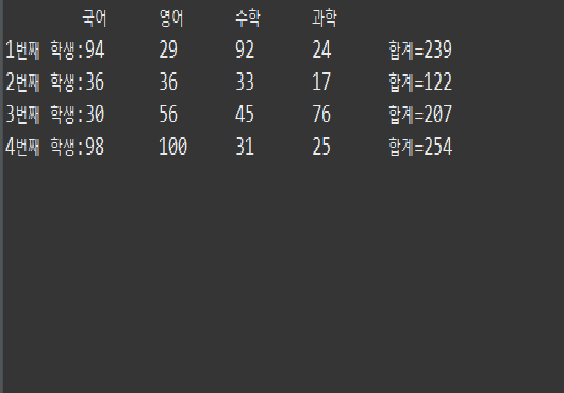 국어 영어 수학 과학
1번째 학생:94 29 92 24 합계=239
2번째 학생:36 36 33 17 합계=122
3번째 학생:30 56 45 76 합계=207
4번째 학생:98 100 31 25 합계=254